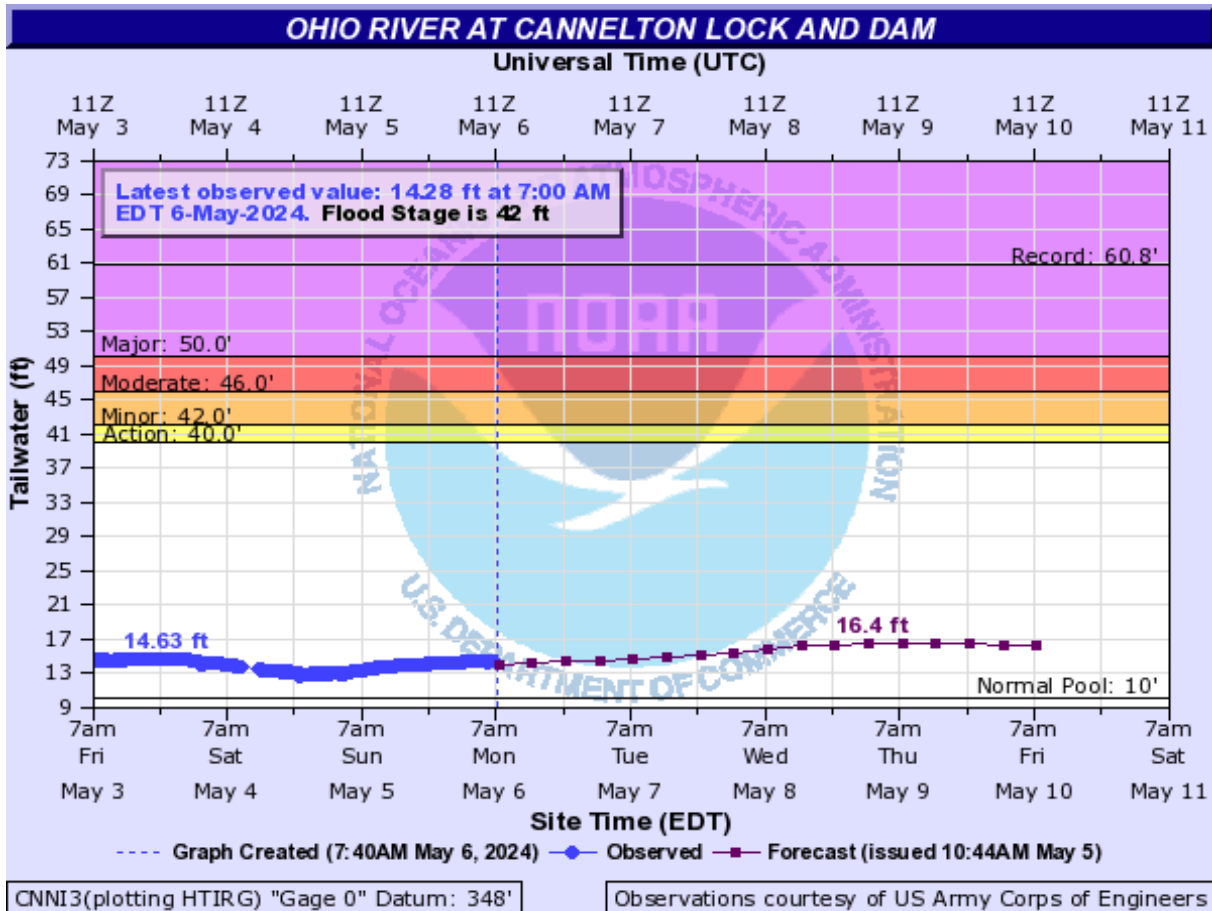 OHIO RIVER AT CANNELTON LOCK AND DAM
Universal Time (UTC)
11Z 11Z 11Z 11Z 11Z 11Z 11Z 11Z 11Z
May 3 May 4 May 5 May 6 May 7 May 8 May 9 May 10 May 11
73
Latest observed value: 14.28 ft at 7:00 AM
EDT 6-May-2024. Flood Stage is 42 ft
69
65
61
Record: 60.8'
57
53
Major: 50.0'
49
Moderate: 46.0'
45
Minor: 42.0'
41
Action: 40.0'
37
33
29
25
21
17
13
9
Tailwater (ft)
NATIONAL OCEANIC AND ATMOSPHERIC ADMINISTRATION
NOAA
U.S. DEPARTMENT OF COMMERCE
14.63 ft
16.4 ft
Normal Pool: 10'
7am 7am 7am 7am 7am 7am 7am 7am 7am
Fri Sat Sun Mon Tue Wed Thu Fri Sat
May 3 May 4 May 5 May 6 May 7 May 8 May 9 May 10 May 11
Site Time (EDT)
Graph Created (7:40AM May 6, 2024) Observed Forecast (issued 10:44AM May 5)
CNNI3(plotting HTIRG) "Gage 0" Datum: 348'
Observations courtesy of US Army Corps of Engineers